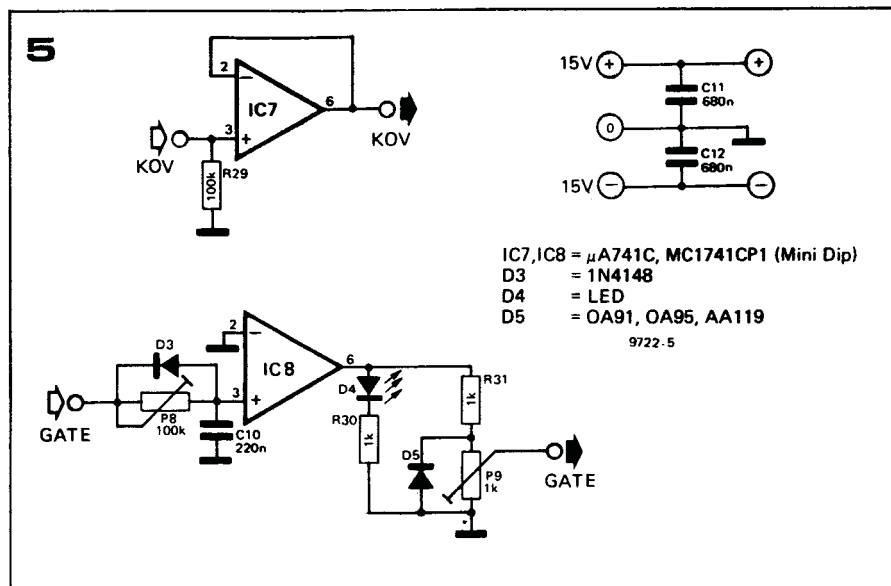 5
2
−
IC7
6
3
+
KOV
KOV
R29
100k
15V + +
C11
680n
0
C12
680n
15V − −
IC7,IC8 = μA741C, MC1741CP1 (Mini Dip)
D3 = 1N4148
D4 = LED
D5 = OA91, OA95, AA119
9722-5
D3
2
−
IC8
6
3
+
P8
100k
GATE
C10
220n
D4
R30
1k
R31
1k
D5
P9
1k
GATE